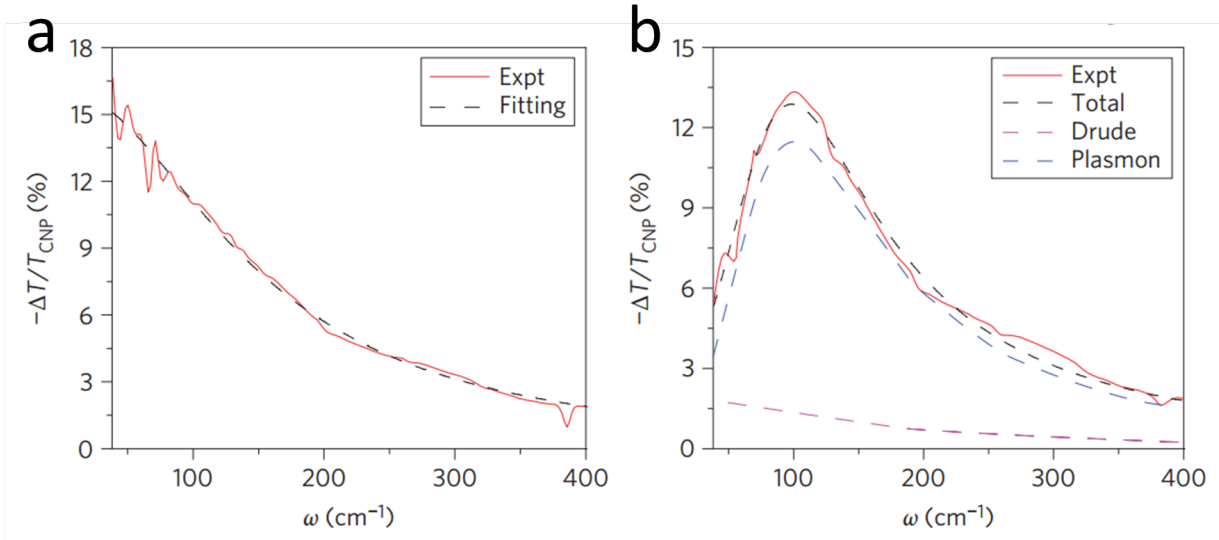 a
18
15
12
9
6
3
0
−ΔT/T_CNP (%)
Expt
Fitting
100
200
300
400
ω (cm⁻¹)
b
15
12
9
6
3
0
−ΔT/T_CNP (%)
Expt
Total
Drude
Plasmon
100
200
300
400
ω (cm⁻¹)